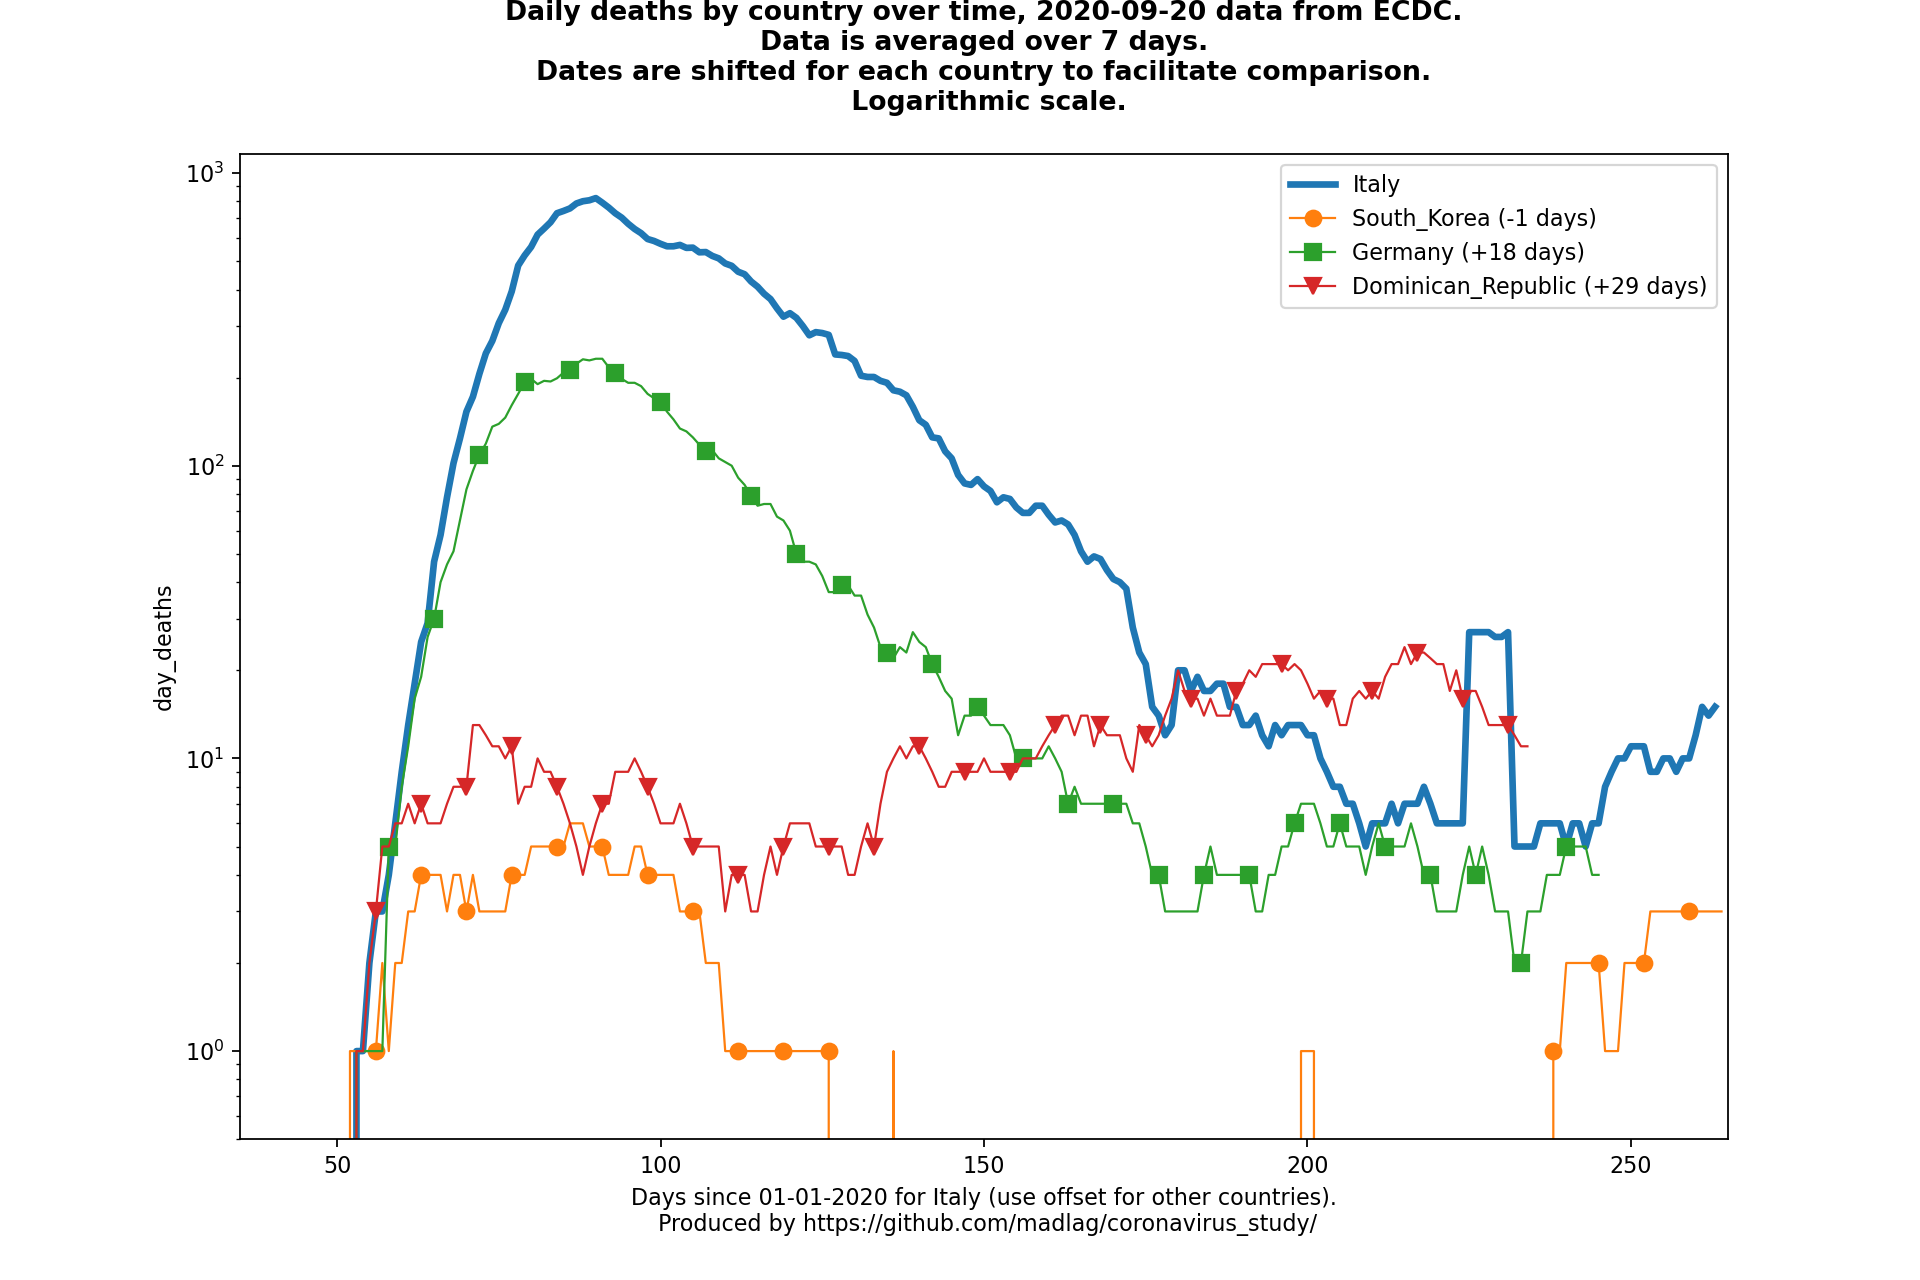 Daily deaths by country over time, 2020-09-20 data from ECDC.
Data is averaged over 7 days.
Dates are shifted for each country to facilitate comparison.
Logarithmic scale.
Italy
South_Korea (-1 days)
Germany (+18 days)
Dominican_Republic (+29 days)
10³
10²
10¹
10⁰
day_deaths
50 100 150 200 250
Days since 01-01-2020 for Italy (use offset for other countries).
Produced by https://github.com/madlag/coronavirus_study/